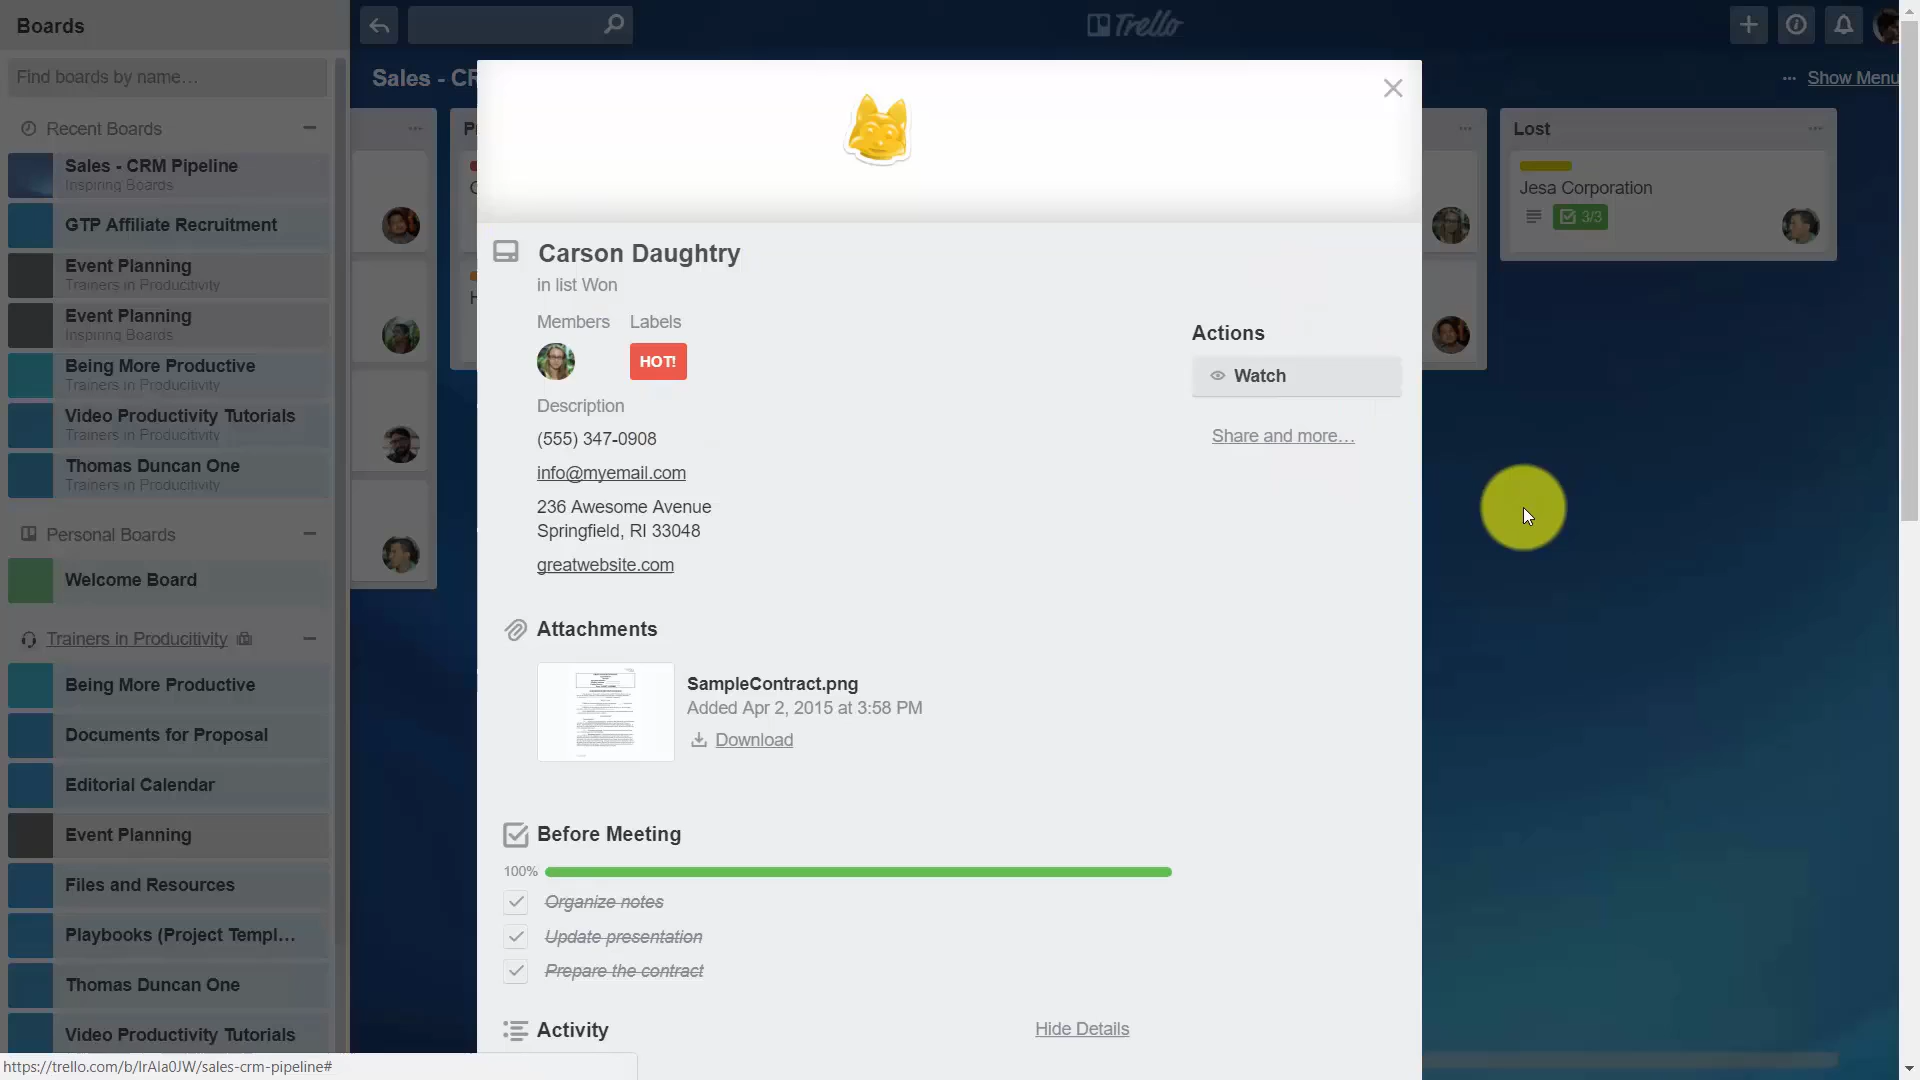 Boards
Find boards by name…
Recent Boards
Sales - CRM Pipeline
Inspiring Boards
GTP Affiliate Recruitment
Event Planning
Trainers in Productivity
Event Planning
Inspiring Boards
Being More Productive
Trainers in Productivity
Video Productivity Tutorials
Trainers in Productivity
Thomas Duncan One
Trainers in Productivity
Personal Boards
Welcome Board
Trainers in Producitivity
Being More Productive
Documents for Proposal
Editorial Calendar
Event Planning
Files and Resources
Playbooks (Project Templ…
Thomas Duncan One
Video Productivity Tutorials
https://trello.com/b/IrAIa0JW/sales-crm-pipeline#
Trello
Sales - CR
Show Menu
Carson Daughtry
in list Won
Members
Labels
HOT!
Description
(555) 347-0908
info@myemail.com
236 Awesome Avenue
Springfield, RI 33048
greatwebsite.com
Attachments
SampleContract.png
Added Apr 2, 2015 at 3:58 PM
Download
Before Meeting
100%
Organize notes
Update presentation
Prepare the contract
Activity
Hide Details
Actions
Watch
Share and more…
Lost
Jesa Corporation
3/3